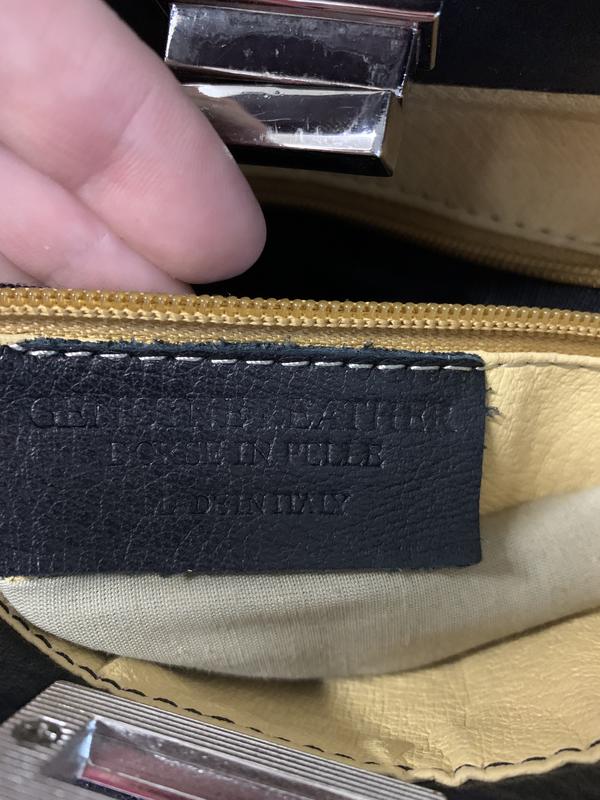 GENUINE LEATHER
BORSE IN PELLE
MADE IN ITALY